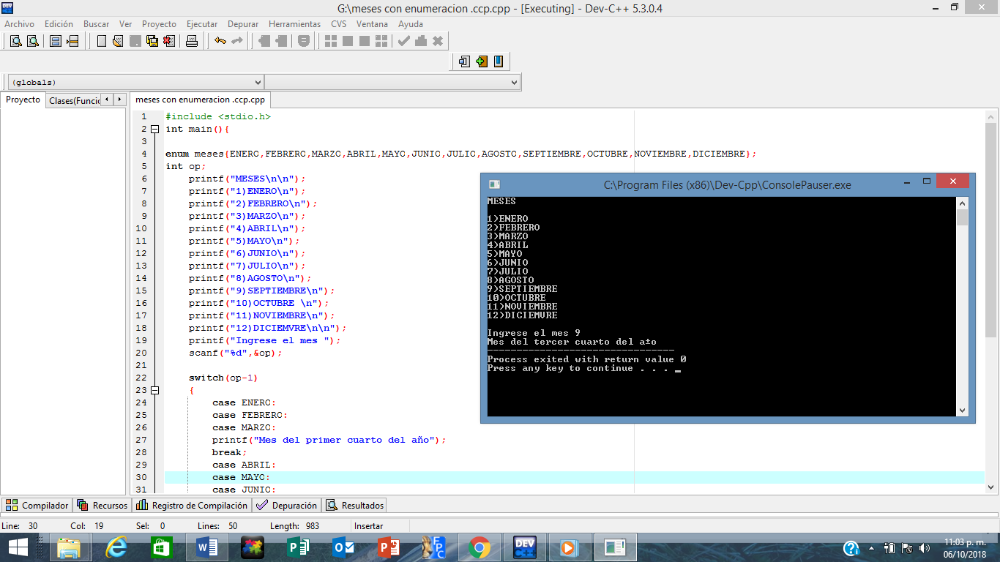 G:\meses con enumeracion .ccp.cpp - [Executing] - Dev-C++ 5.3.0.4
Archivo Edición Buscar Ver Proyecto Ejecutar Depurar Herramientas CVS Ventana Ayuda
(globals)
Proyecto Clases(Funcio meses con enumeracion .ccp.cpp
1 #include <stdio.h>
2 int main(){
3
4 enum meses{ENERO,FEBRERO,MARZO,ABRIL,MAYO,JUNIO,JULIO,AGOSTO,SEPTIEMBRE,OCTUBRE,NOVIEMBRE,DICIEMBRE};
5 int op;
6 printf("MESES\n\n");
7 printf("1)ENERO\n");
8 printf("2)FEBRERO\n");
9 printf("3)MARZO\n");
10 printf("4)ABRIL\n");
11 printf("5)MAYO\n");
12 printf("6)JUNIO\n");
13 printf("7)JULIO\n");
14 printf("8)AGOSTO\n");
15 printf("9)SEPTIEMBRE\n");
16 printf("10)OCTUBRE \n");
17 printf("11)NOVIEMBRE\n");
18 printf("12)DICIEMVRE\n\n");
19 printf("Ingrese el mes ");
20 scanf("%d",&op);
21
22 switch(op-1)
23 {
24 case ENERO:
25 case FEBRERO:
26 case MARZO:
27 printf("Mes del primer cuarto del año");
28 break;
29 case ABRIL:
30 case MAYO:
31 case JUNIO:
C:\Program Files (x86)\Dev-Cpp\ConsolePauser.exe
MESES
1)ENERO
2)FEBRERO
3)MARZO
4)ABRIL
5)MAYO
6)JUNIO
7)JULIO
8)AGOSTO
9)SEPTIEMBRE
10)OCTUBRE
11)NOVIEMBRE
12)DICIEMVRE
Ingrese el mes 9
Mes del tercer cuarto del a±o
--------------------------------
Process exited with return value 0
Press any key to continue . . . _
Compilador Recursos Registro de Compilación Depuración Resultados
Line: 30 Col: 19 Sel: 0 Lines: 50 Length: 983 Insertar
DEV C++
11:03 p. m.
06/10/2018